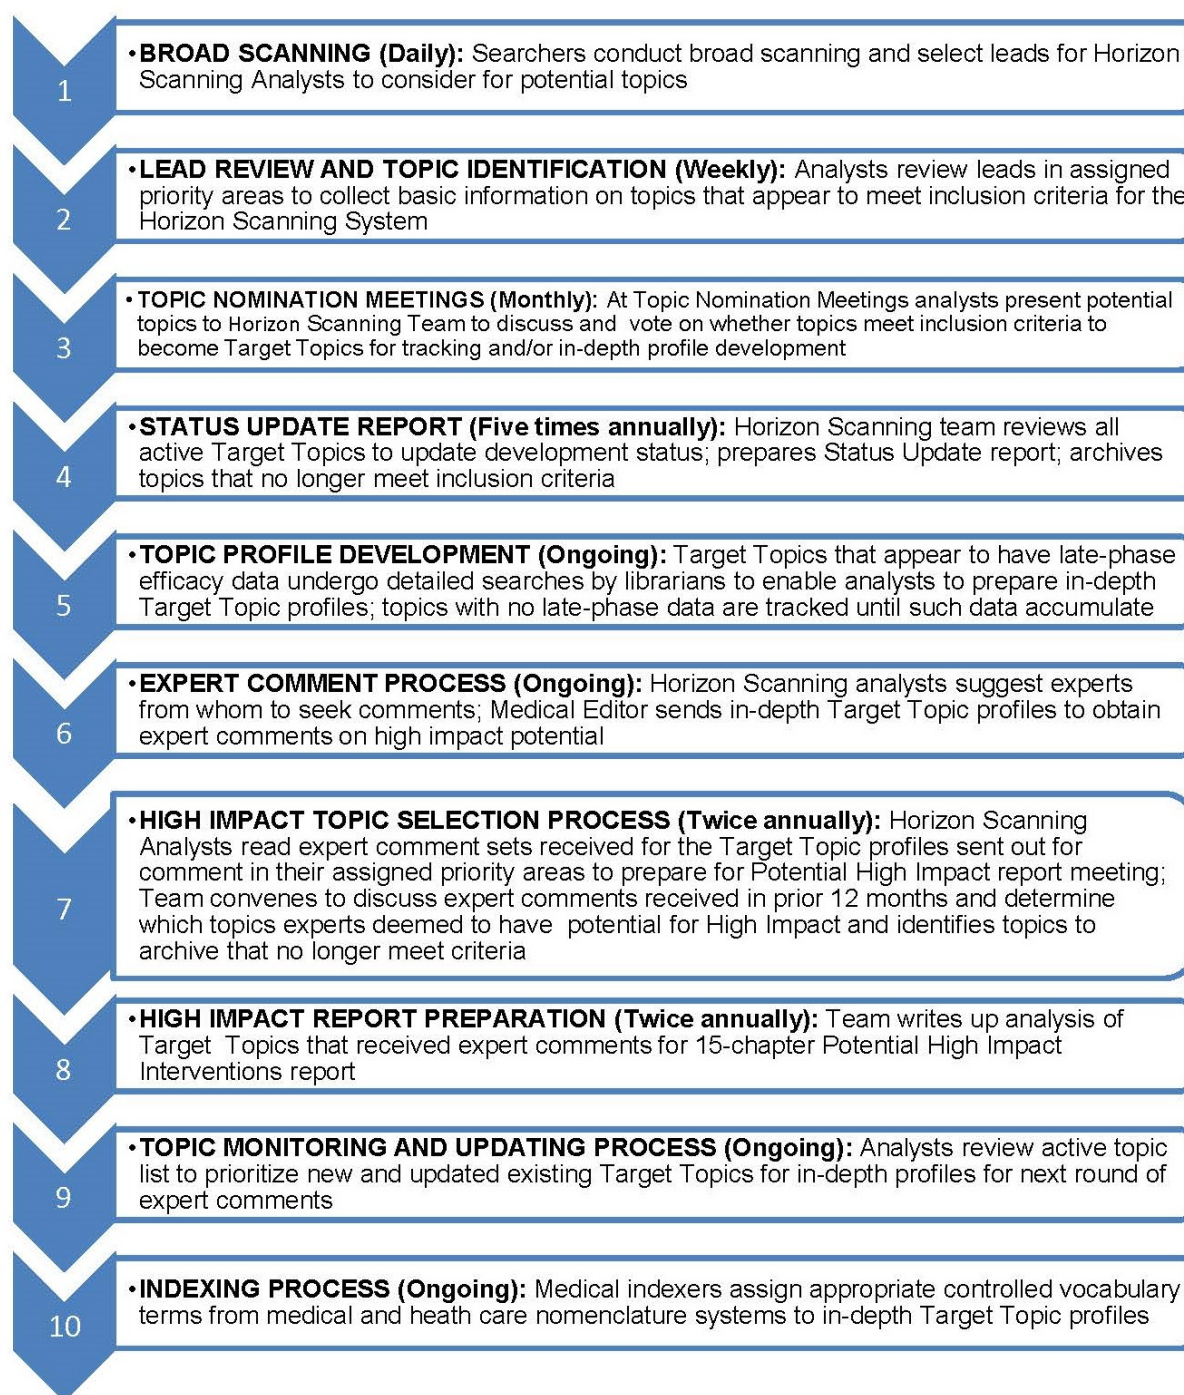 1
•BROAD SCANNING (Daily): Searchers conduct broad scanning and select leads for Horizon
Scanning Analysts to consider for potential topics
2
•LEAD REVIEW AND TOPIC IDENTIFICATION (Weekly): Analysts review leads in assigned
priority areas to collect basic information on topics that appear to meet inclusion criteria for the
Horizon Scanning System
3
•TOPIC NOMINATION MEETINGS (Monthly): At Topic Nomination Meetings analysts present potential
topics to Horizon Scanning Team to discuss and vote on whether topics meet inclusion criteria to
become Target Topics for tracking and/or in-depth profile development
4
•STATUS UPDATE REPORT (Five times annually): Horizon Scanning team reviews all
active Target Topics to update development status; prepares Status Update report; archives
topics that no longer meet inclusion criteria
5
•TOPIC PROFILE DEVELOPMENT (Ongoing): Target Topics that appear to have late-phase
efficacy data undergo detailed searches by librarians to enable analysts to prepare in-depth
Target Topic profiles; topics with no late-phase data are tracked until such data accumulate
6
•EXPERT COMMENT PROCESS (Ongoing): Horizon Scanning analysts suggest experts
from whom to seek comments; Medical Editor sends in-depth Target Topic profiles to obtain
expert comments on high impact potential
7
•HIGH IMPACT TOPIC SELECTION PROCESS (Twice annually): Horizon Scanning
Analysts read expert comment sets received for the Target Topic profiles sent out for
comment in their assigned priority areas to prepare for Potential High Impact report meeting;
Team convenes to discuss expert comments received in prior 12 months and determine
which topics experts deemed to have potential for High Impact and identifies topics to
archive that no longer meet criteria
8
•HIGH IMPACT REPORT PREPARATION (Twice annually): Team writes up analysis of
Target Topics that received expert comments for 15-chapter Potential High Impact
Interventions report
9
•TOPIC MONITORING AND UPDATING PROCESS (Ongoing): Analysts review active topic
list to prioritize new and updated existing Target Topics for in-depth profiles for next round of
expert comments
10
•INDEXING PROCESS (Ongoing): Medical indexers assign appropriate controlled vocabulary
terms from medical and heath care nomenclature systems to in-depth Target Topic profiles